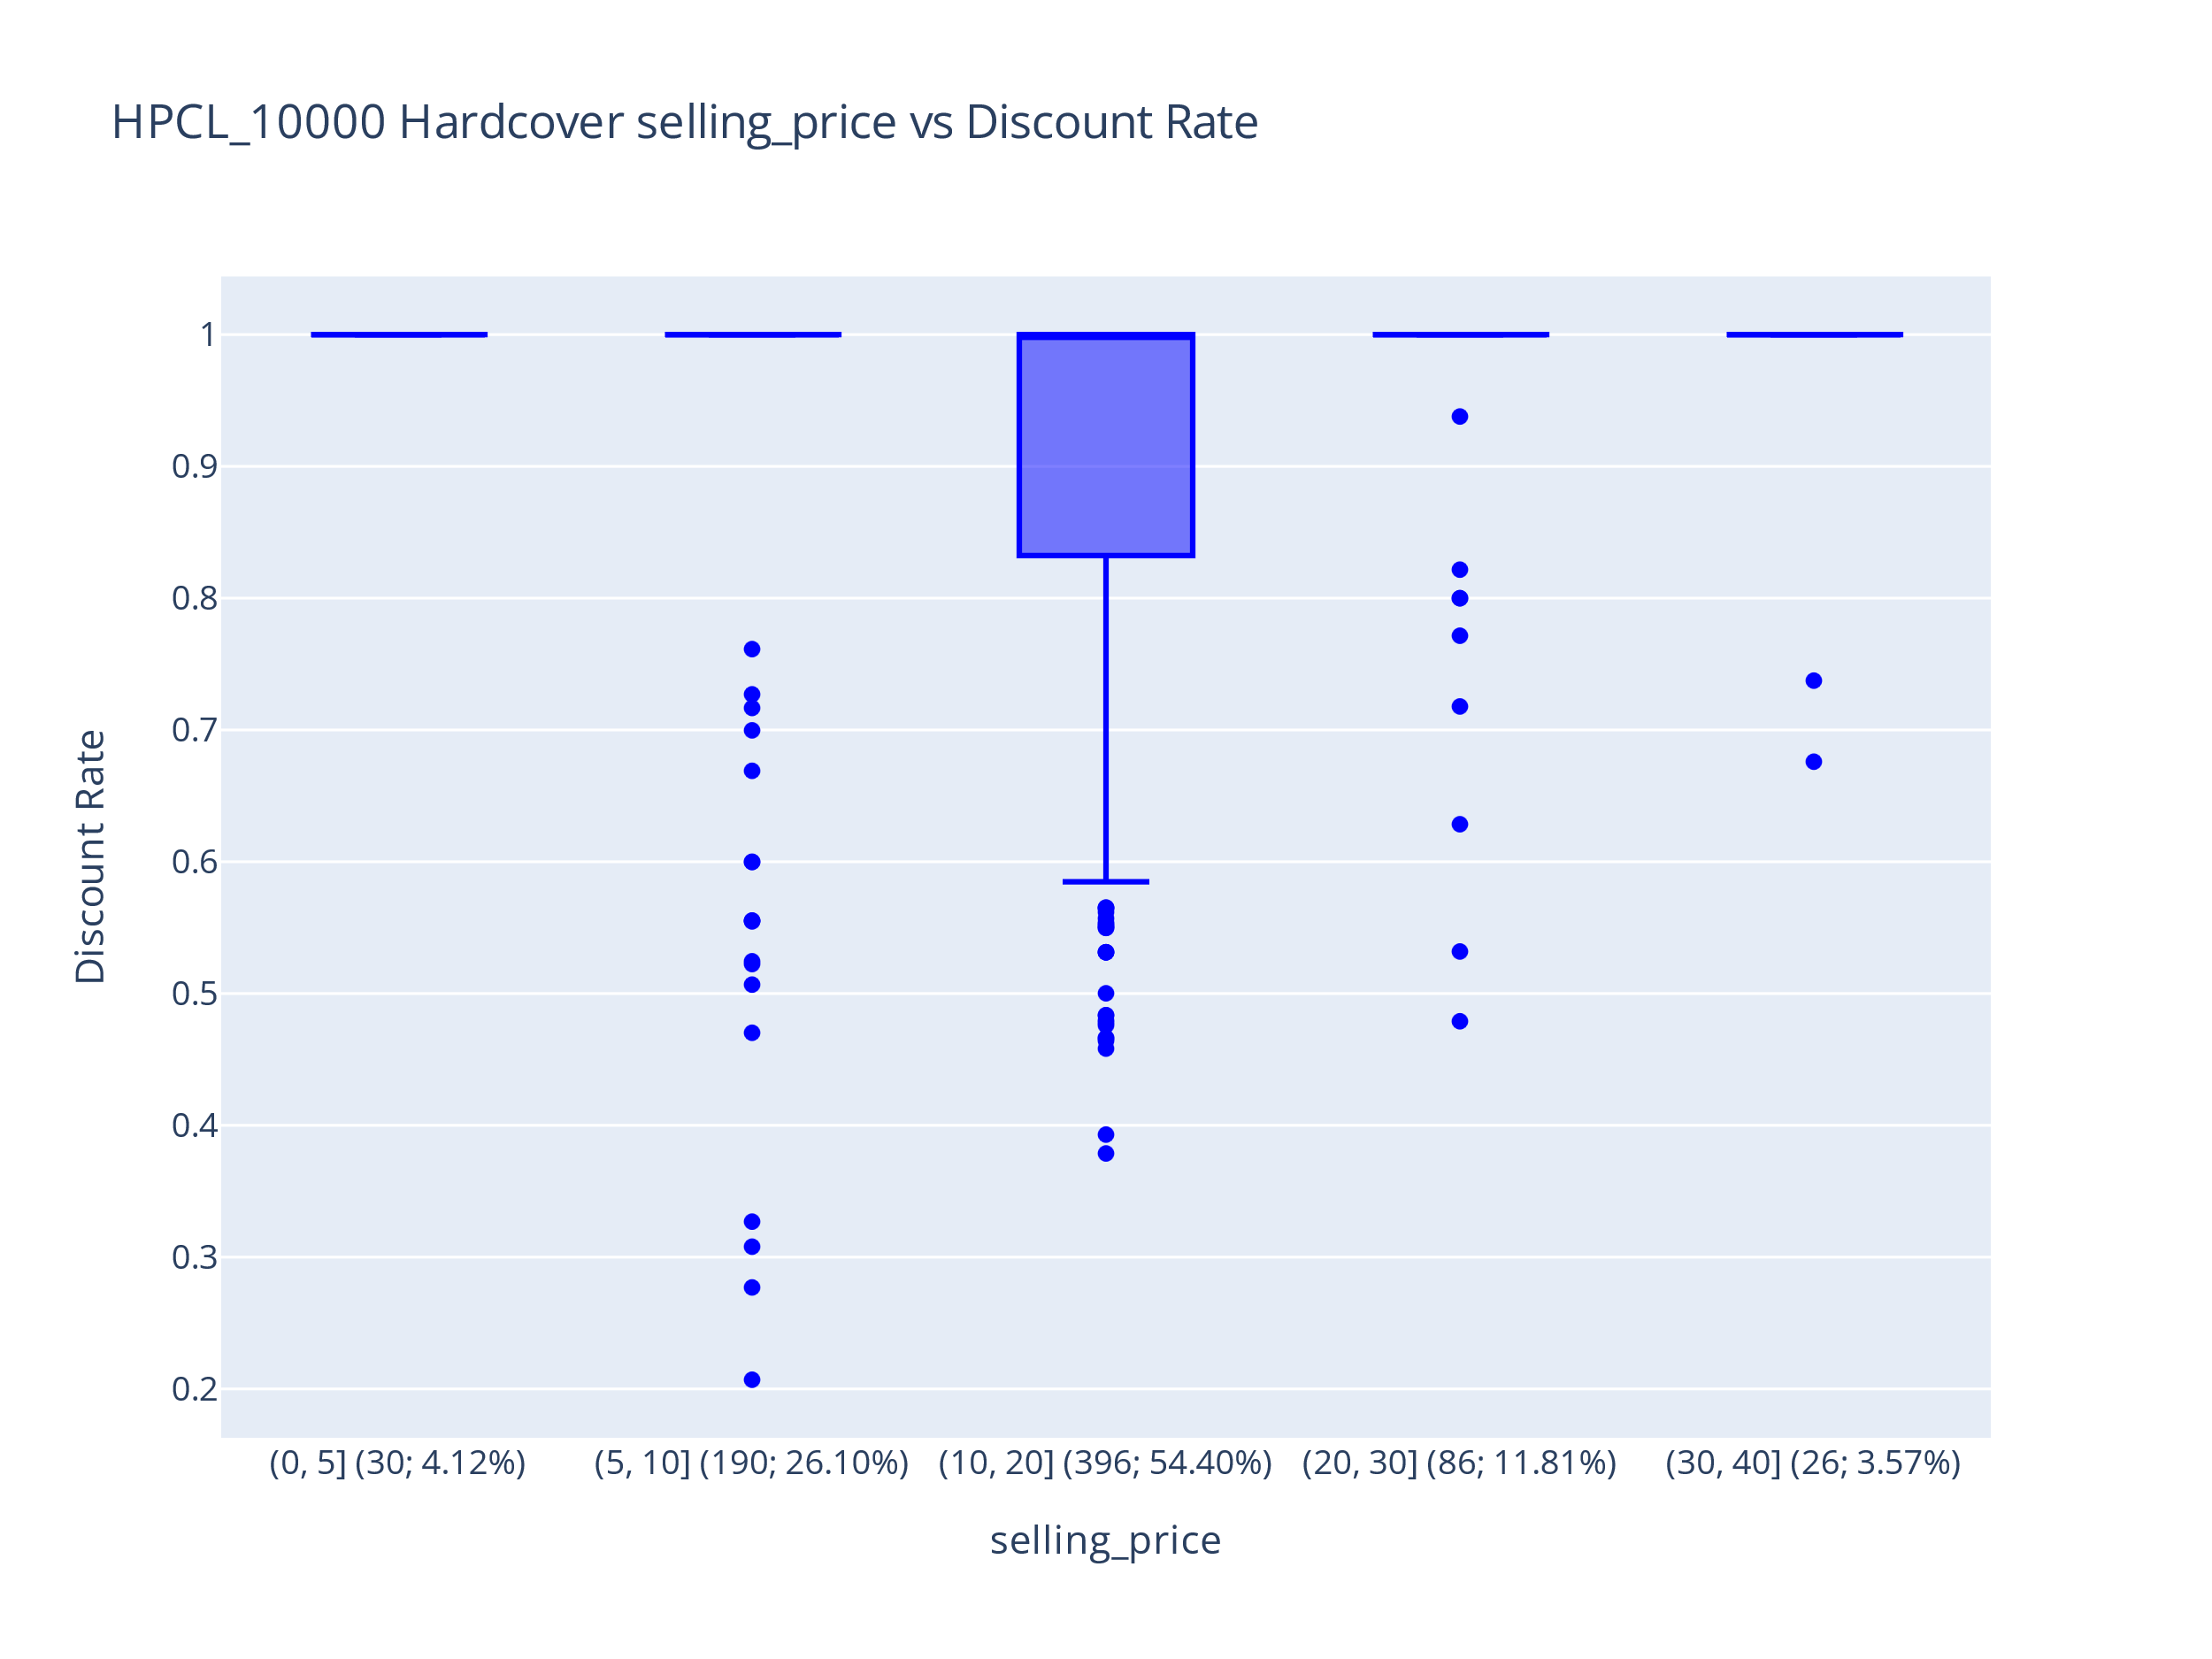 HPCL_10000 Hardcover selling_price vs Discount Rate
1
0.9
0.8
0.7
0.6
0.5
0.4
0.3
0.2
Discount Rate
(0, 5] (30; 4.12%)
(5, 10] (190; 26.10%)
(10, 20] (396; 54.40%)
(20, 30] (86; 11.81%)
(30, 40] (26; 3.57%)
selling_price